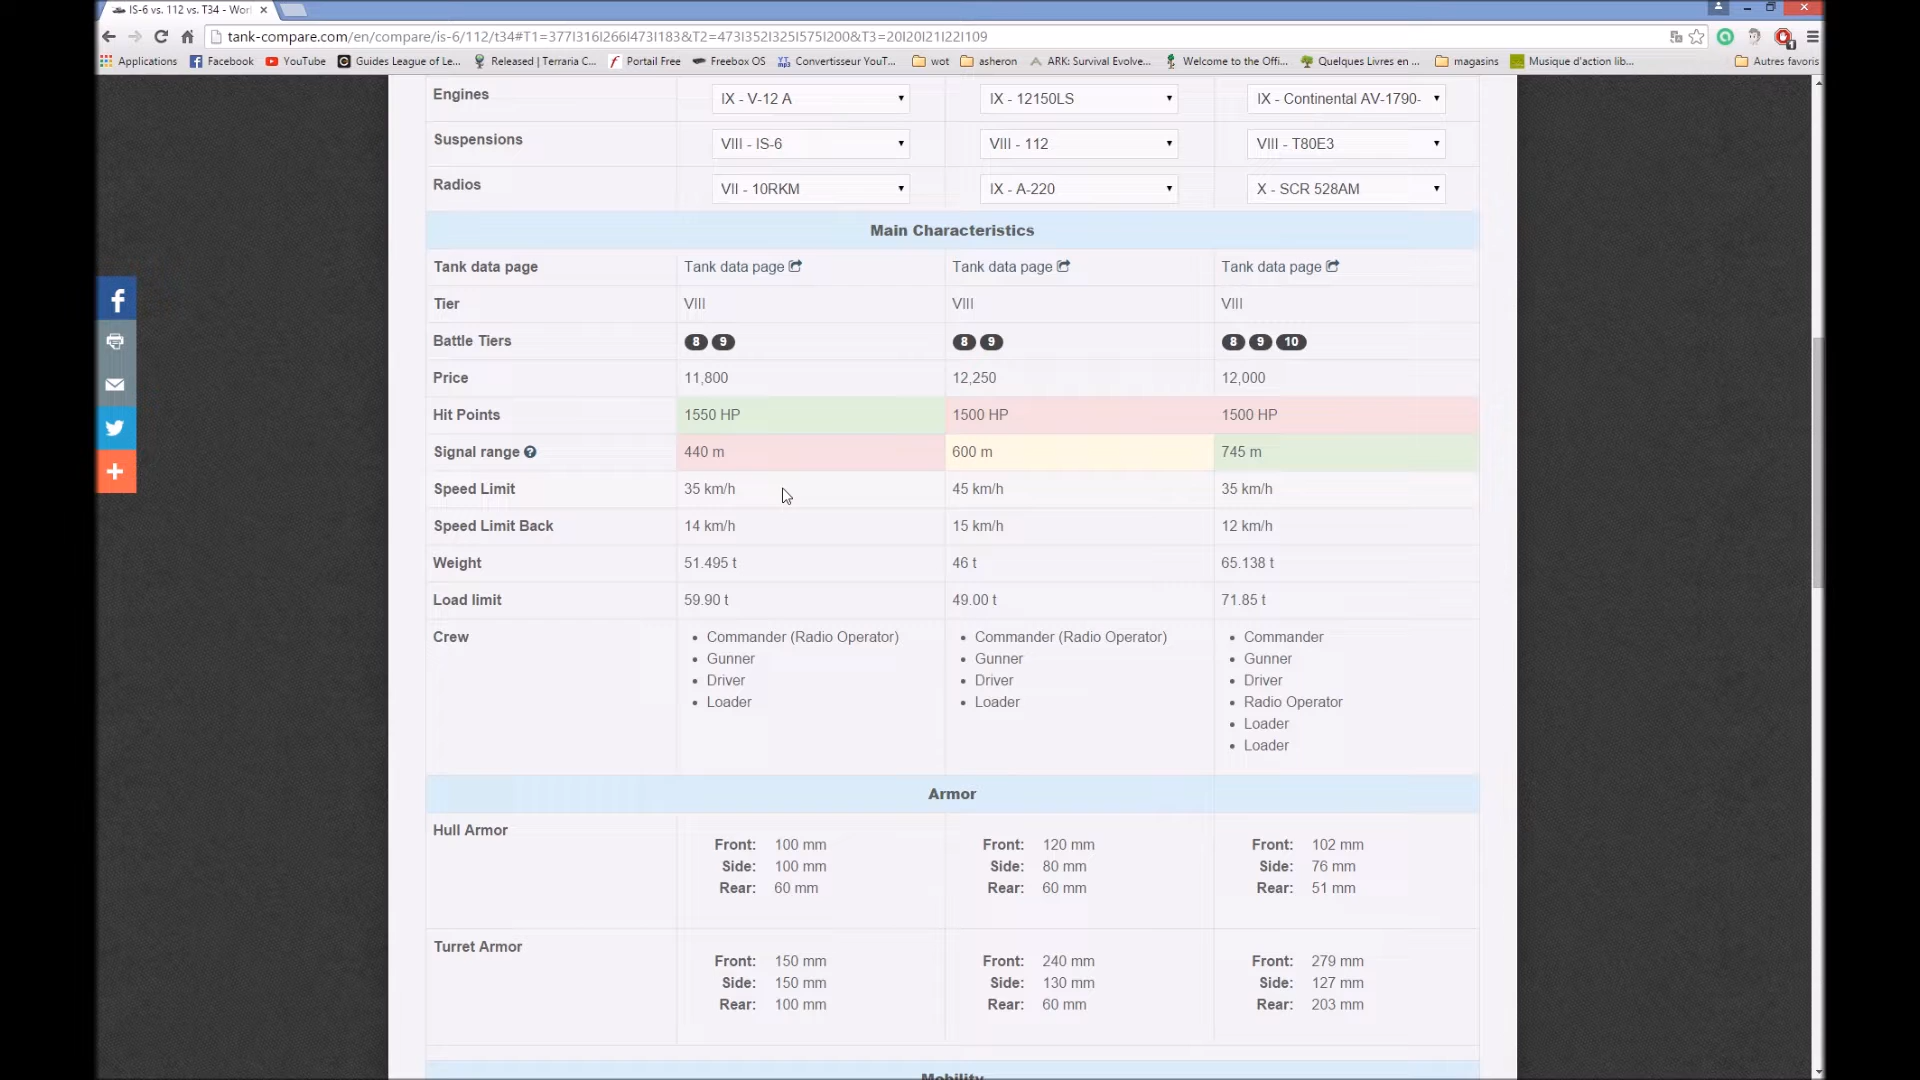 IS-6 vs. 112 vs. T34 - Worl
tank-compare.com/en/compare/is-6/112/t34#T1=377l316l266l473l183&T2=473l352l325l575l200&T3=20l20l21l22l109
Applications Facebook YouTube Guides League of Le... Released | Terraria C... Portail Free Freebox OS Convertisseur YouT... wot asheron ARK: Survival Evolve... Welcome to the Offi... Quelques Livres en ... magasins Musique d'action lib... Autres favoris
Engines IX - V-12 A IX - 12150LS IX - Continental AV-1790-
Suspensions VIII - IS-6 VIII - 112 VIII - T80E3
Radios VII - 10RKM IX - A-220 X - SCR 528AM
Main Characteristics
Tank data page Tank data page Tank data page Tank data page
Tier VIII VIII VIII
Battle Tiers 8 9 8 9 8 9 10
Price 11,800 12,250 12,000
Hit Points 1550 HP 1500 HP 1500 HP
Signal range ? 440 m 600 m 745 m
Speed Limit 35 km/h 45 km/h 35 km/h
Speed Limit Back 14 km/h 15 km/h 12 km/h
Weight 51.495 t 46 t 65.138 t
Load limit 59.90 t 49.00 t 71.85 t
Crew • Commander (Radio Operator) • Commander (Radio Operator) • Commander
• Gunner • Gunner • Gunner
• Driver • Driver • Driver
• Loader • Loader • Radio Operator
• Loader
• Loader
Armor
Hull Armor
Front: 100 mm Front: 120 mm Front: 102 mm
Side: 100 mm Side: 80 mm Side: 76 mm
Rear: 60 mm Rear: 60 mm Rear: 51 mm
Turret Armor
Front: 150 mm Front: 240 mm Front: 279 mm
Side: 150 mm Side: 130 mm Side: 127 mm
Rear: 100 mm Rear: 60 mm Rear: 203 mm
Mobility